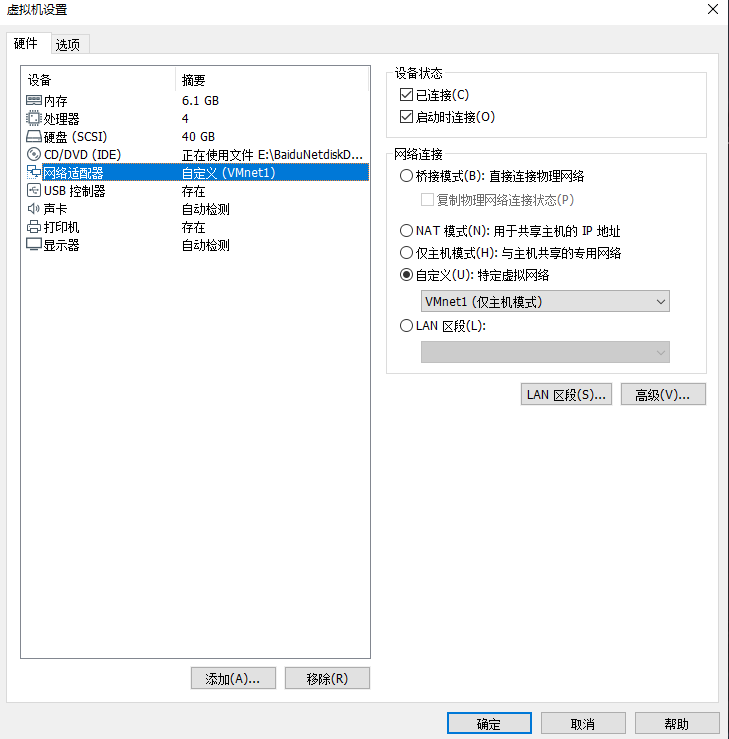 虚拟机设置
硬件 选项
设备 摘要
内存 6.1 GB
处理器 4
硬盘 (SCSI) 40 GB
CD/DVD (IDE) 正在使用文件 E:\BaiduNetdiskD...
网络适配器 自定义 (VMnet1)
USB 控制器 存在
声卡 自动检测
打印机 存在
显示器 自动检测
添加(A)... 移除(R)
设备状态
已连接(C)
启动时连接(O)
网络连接
桥接模式(B): 直接连接物理网络
复制物理网络连接状态(P)
NAT 模式(N): 用于共享主机的 IP 地址
仅主机模式(H): 与主机共享的专用网络
自定义(U): 特定虚拟网络
VMnet1 (仅主机模式)
LAN 区段(L):
LAN 区段(S)... 高级(V)...
确定 取消 帮助